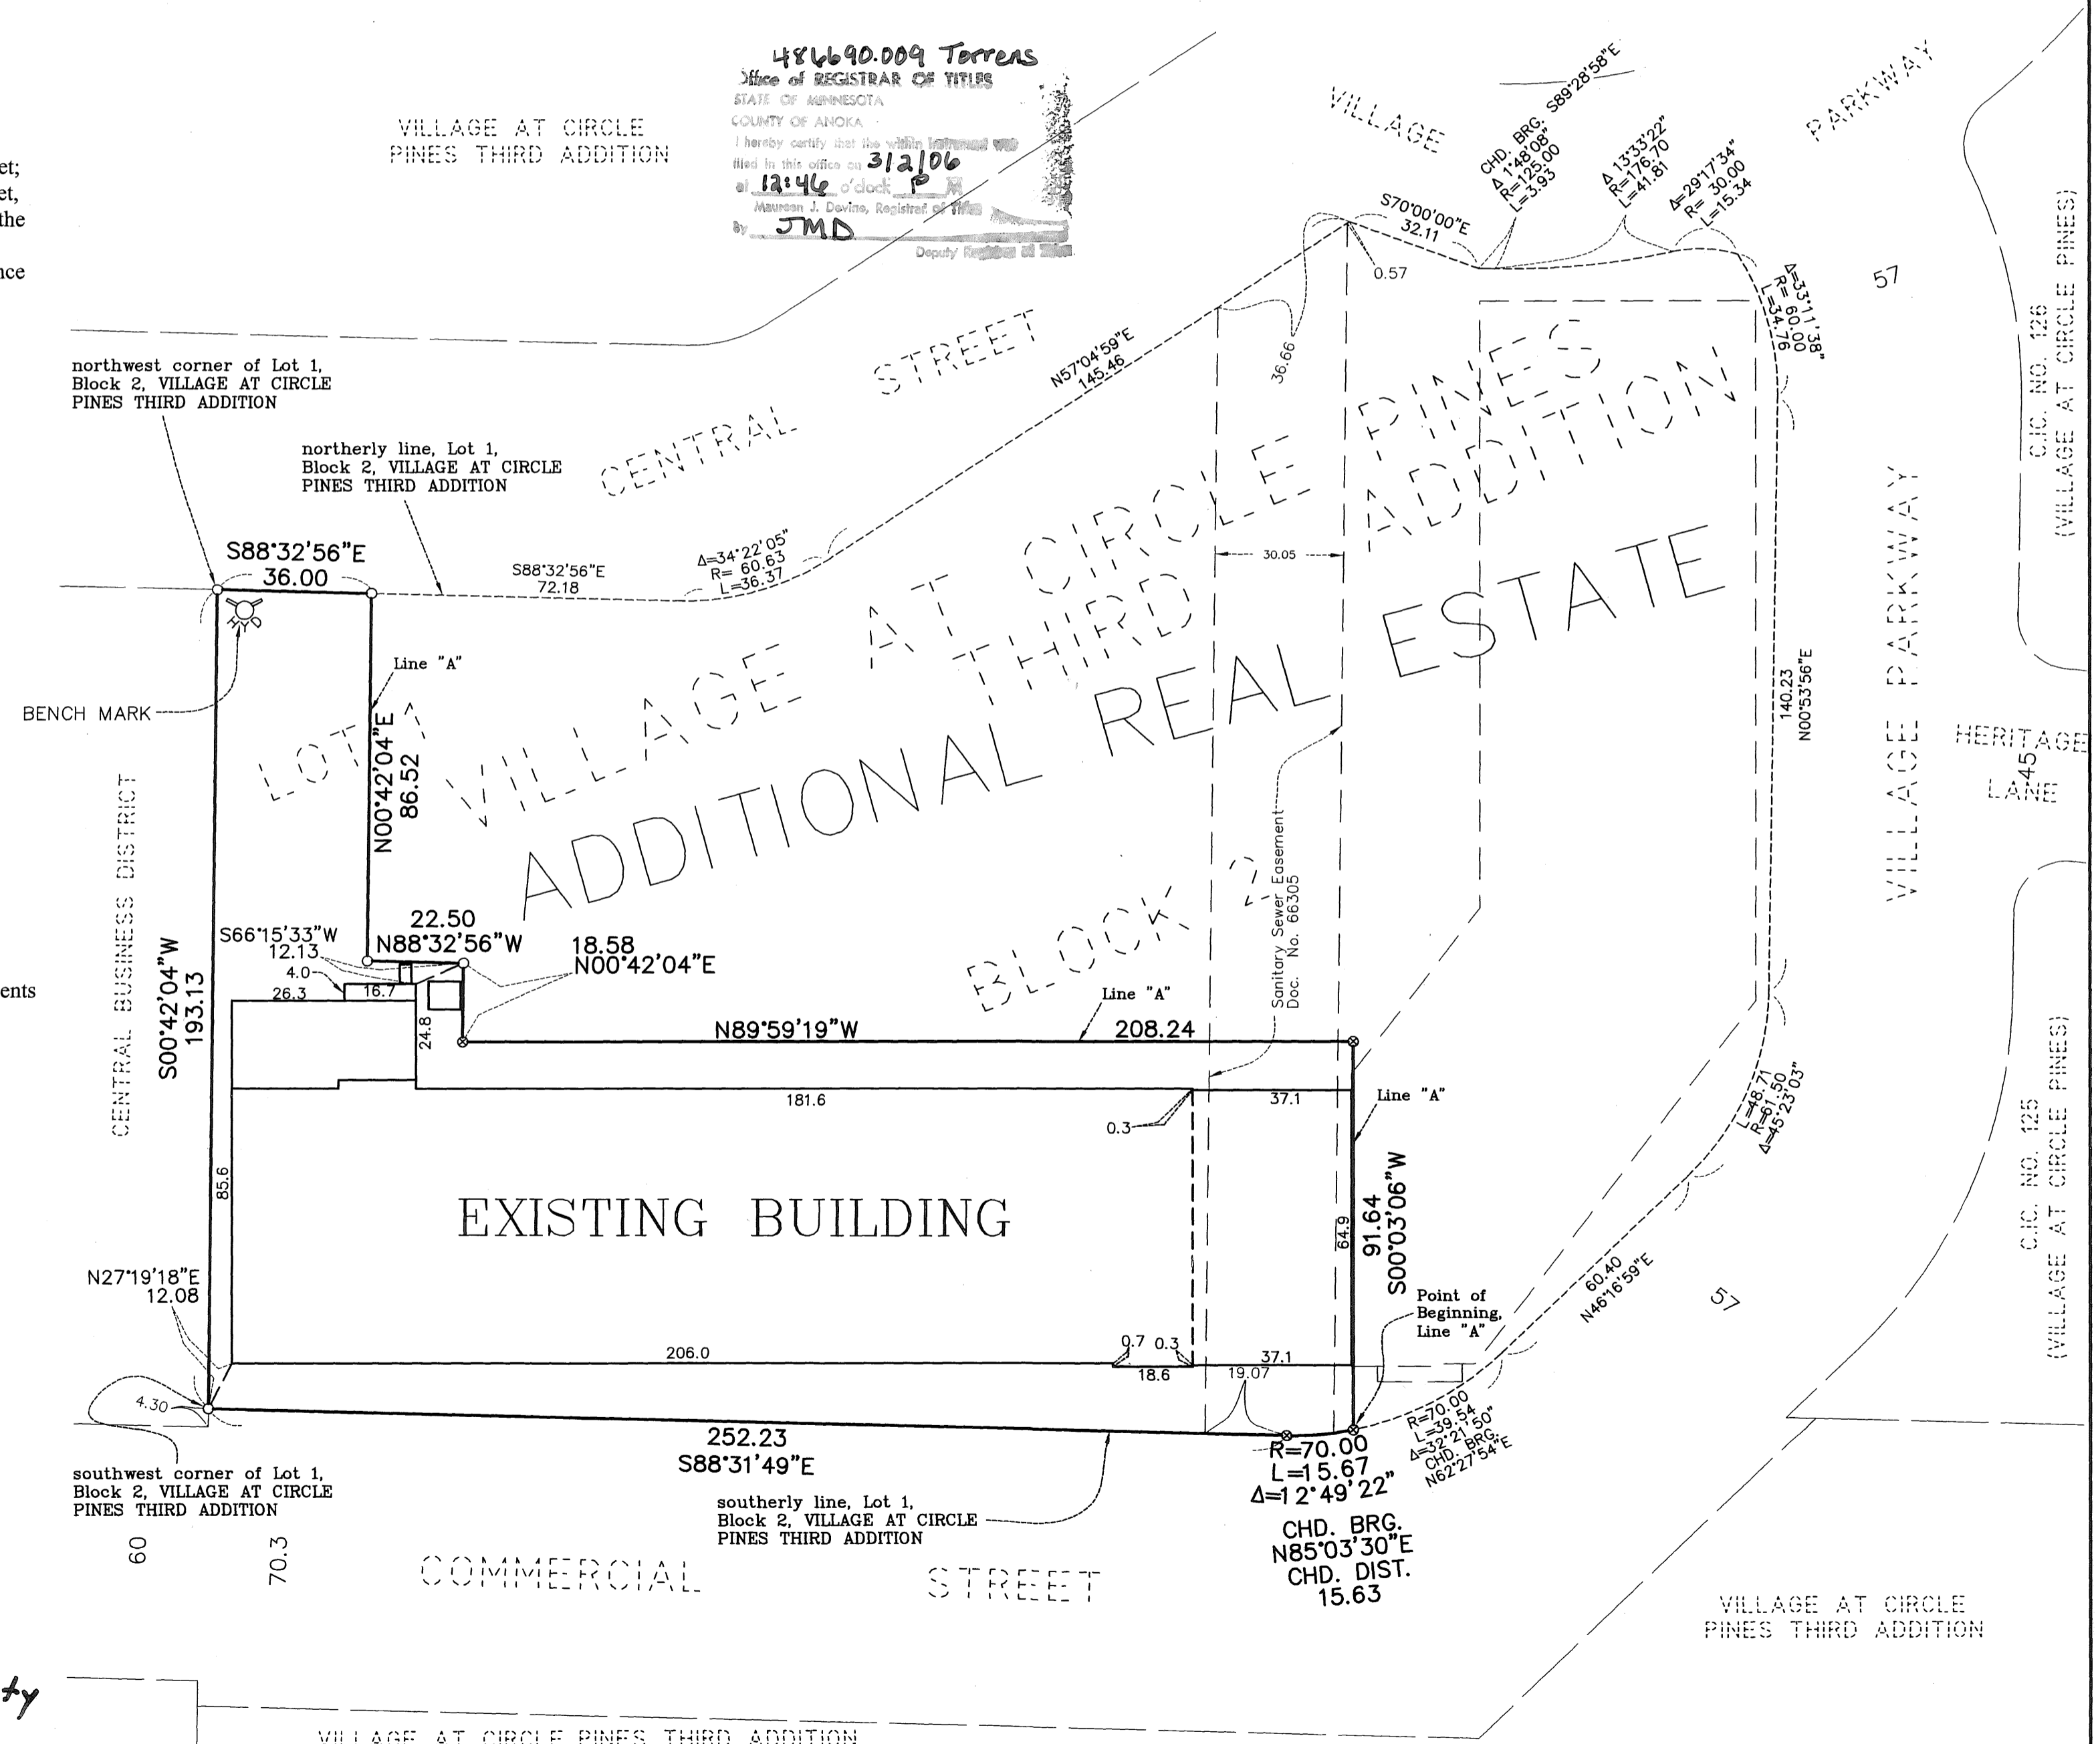 et;
et,
the
nce
ents
ty
486690.009 Torrens
Office of REGISTRAR OF TITLES
STATE OF MINNESOTA
COUNTY OF ANOKA
I hereby certify that the within instrument was
filed in this office on 3/2/06
at 12:46 o'clock P M
Maureen J. Devine, Registrar of Titles
By JMD
Deputy Registrar of Titles
VILLAGE AT CIRCLE
PINES THIRD ADDITION
VILLAGE
PARKWAY
CHD. BRG. S89°28'58"E
Δ 1°48'08"
R=125.00
L=3.93
Δ 13°33'22"
R=176.70
L=41.81
Δ=29°17'34"
R= 30.00
L=15.34
S70°00'00"E
32.11
0.57
36.66
Δ=33°11'38"
R= 60.00
L=34.76
57
C.IC. NO. 126
(VILLAGE AT CIRCLE PINES)
northwest corner of Lot 1,
Block 2, VILLAGE AT CIRCLE
PINES THIRD ADDITION
northerly line, Lot 1,
Block 2, VILLAGE AT CIRCLE
PINES THIRD ADDITION
CENTRAL STREET
N57°04'59"E
145.46
S88°32'56"E
36.00
S88°32'56"E
72.18
Δ=34°22'05"
R= 60.63
L=36.37
30.05
HYD
BENCH MARK
Line "A"
N00°42'04"E
86.52
LOT 1 VILLAGE AT CIRCLE PINES
THIRD ADDITION
ADDITIONAL REAL ESTATE
BLOCK 2
140.23
N00°53'56"E
VILLAGE PARKWAY
HERITAGE
45
LANE
CENTRAL BUSINESS DISTRICT
S00°42'04"W
193.13
S66°15'33"W
12.13
4.0
26.3
16.7
22.50
N88°32'56"W
18.58
N00°42'04"E
24.8
Sanitary Sewer Easement
Doc. No. 66305
Line "A"
N89°59'19"W 208.24
181.6
0.3
37.1
Line "A"
85.6
EXISTING BUILDING
64.9
91.64
S00°03'06"W
L=48.71
R=61.50
Δ=45°23'03"
60.40
N46°16'59"E
57
C.IC. NO. 125
(VILLAGE AT CIRCLE PINES)
N27°19'18"E
12.08
Point of
Beginning,
Line "A"
206.0
0.7 0.3
18.6
37.1
19.07
4.30
252.23
S88°31'49"E
R=70.00
L=15.67
Δ=12°49'22"
CHD. BRG.
N85°03'30"E
CHD. DIST.
15.63
R=70.00
L=39.54
Δ=32°21'50"
CHD. BRG.
N62°27'54"E
southwest corner of Lot 1,
Block 2, VILLAGE AT CIRCLE
PINES THIRD ADDITION
southerly line, Lot 1,
Block 2, VILLAGE AT CIRCLE
PINES THIRD ADDITION
60
70.3
COMMERCIAL STREET
VILLAGE AT CIRCLE
PINES THIRD ADDITION
VILLAGE AT CIRCLE PINES THIRD ADDITION